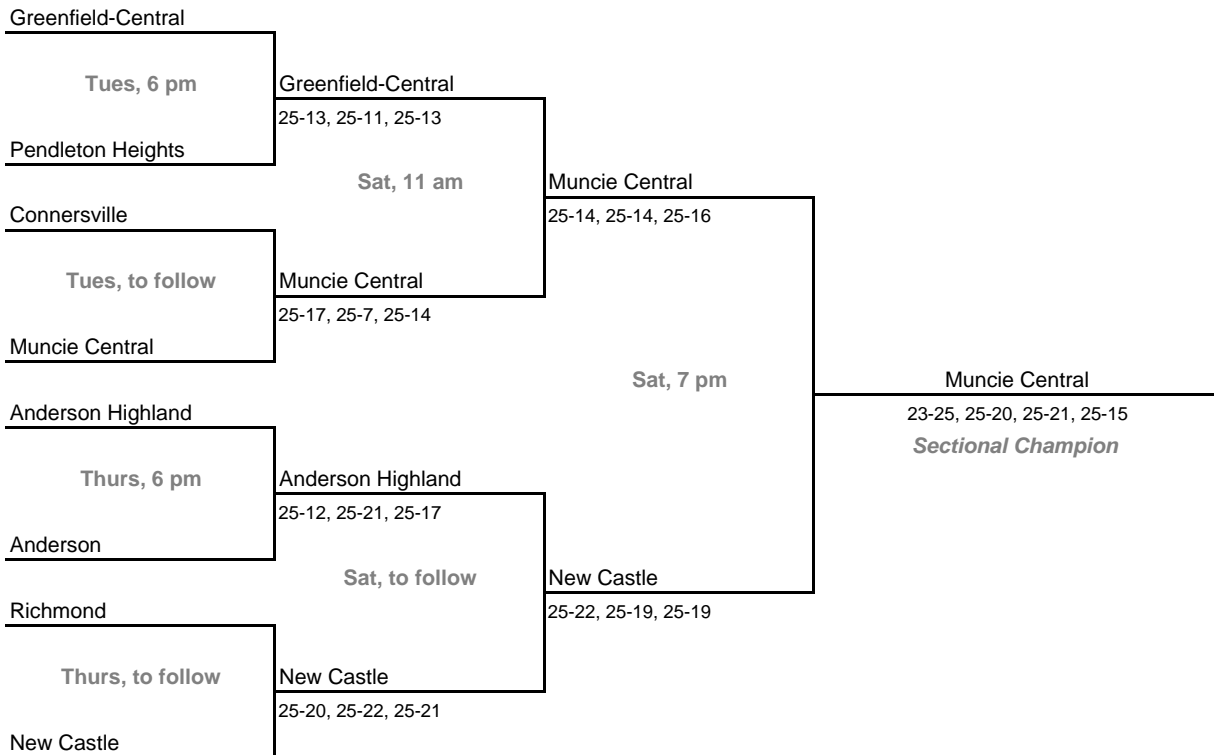 Greenfield-Central
Tues, 6 pm
Greenfield-Central
25-13, 25-11, 25-13
Pendleton Heights
Sat, 11 am
Muncie Central
25-14, 25-14, 25-16
Connersville
Tues, to follow
Muncie Central
25-17, 25-7, 25-14
Muncie Central
Sat, 7 pm
Muncie Central
23-25, 25-20, 25-21, 25-15
Sectional Champion
Anderson Highland
Thurs, 6 pm
Anderson Highland
25-12, 25-21, 25-17
Anderson
Sat, to follow
New Castle
25-22, 25-19, 25-19
Richmond
Thurs, to follow
New Castle
25-20, 25-22, 25-21
New Castle